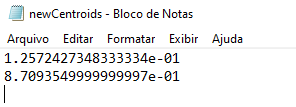 newCentroids - Bloco de Notas
Arquivo Editar Formatar Exibir Ajuda
1.2572427348333334e-01
8.7093549999999997e-01